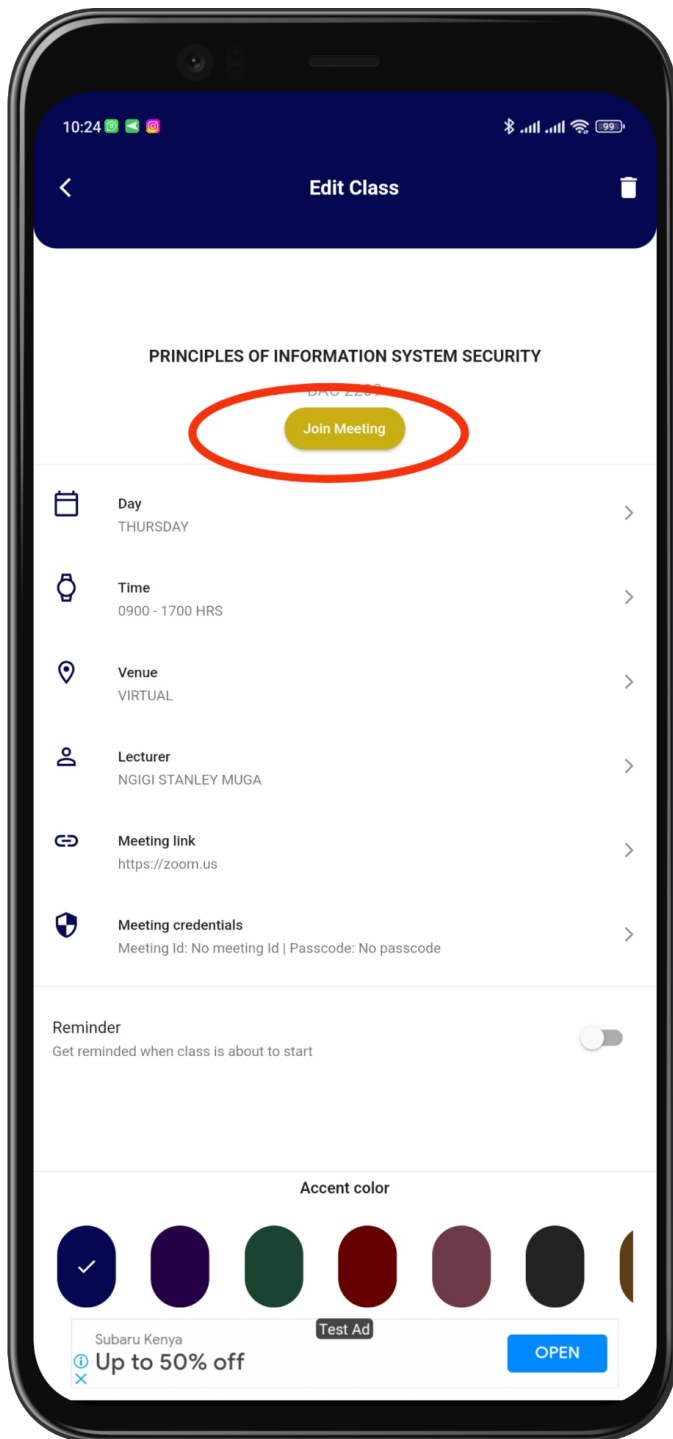 10:24
99
Edit Class
PRINCIPLES OF INFORMATION SYSTEM SECURITY
Join Meeting
Day
THURSDAY
Time
0900 - 1700 HRS
Venue
VIRTUAL
Lecturer
NGIGI STANLEY MUGA
Meeting link
https://zoom.us
Meeting credentials
Meeting Id: No meeting Id | Passcode: No passcode
Reminder
Get reminded when class is about to start
Accent color
Test Ad
Subaru Kenya
Up to 50% off
OPEN